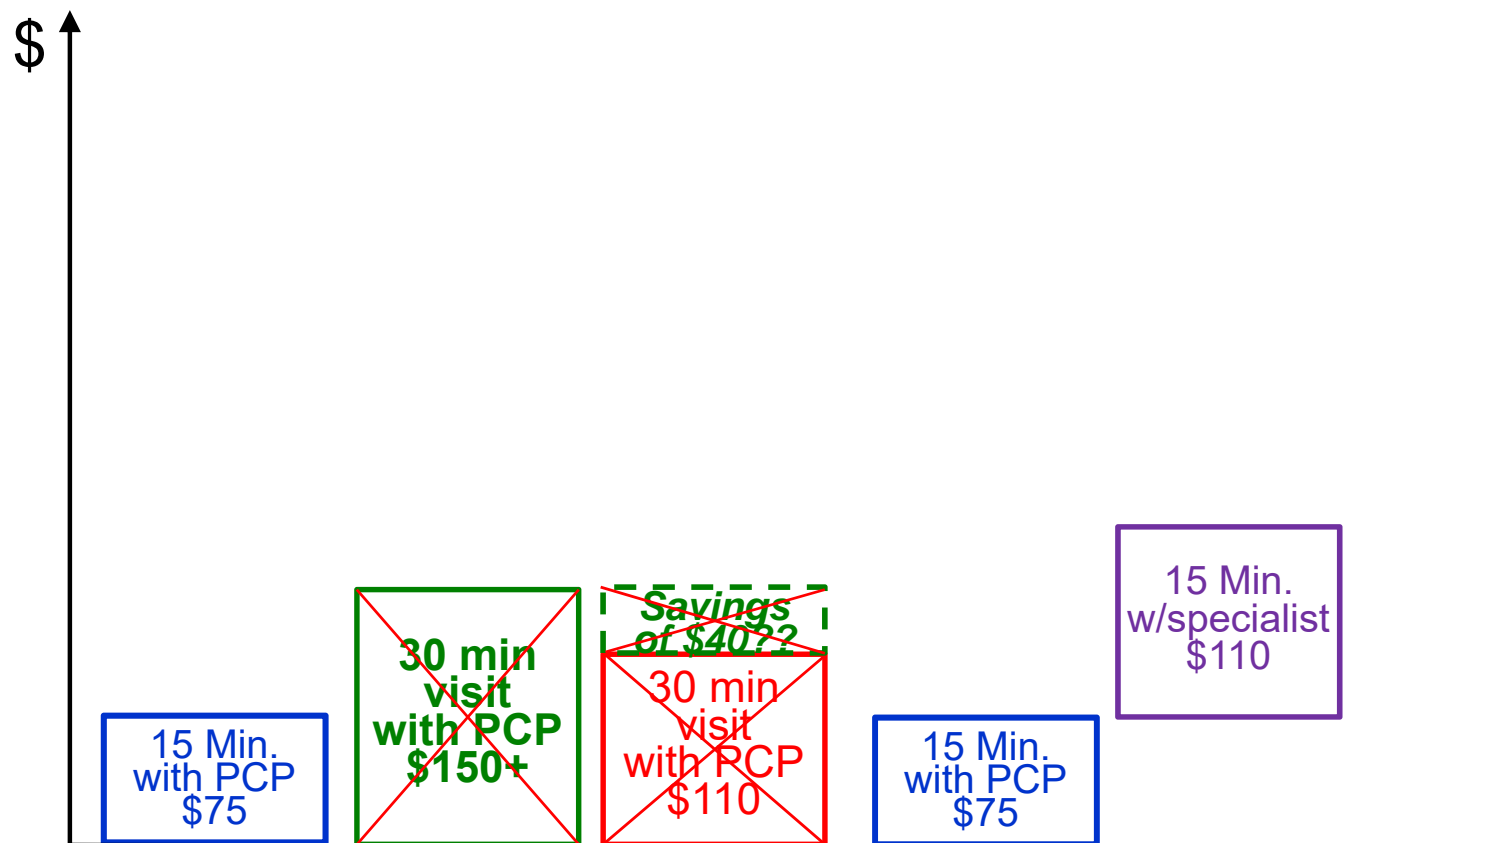 $
15 Min.
with PCP
$75
30 min
visit
with PCP
$150+
Savings
of $40??
30 min
visit
with PCP
$110
15 Min.
with PCP
$75
15 Min.
w/specialist
$110